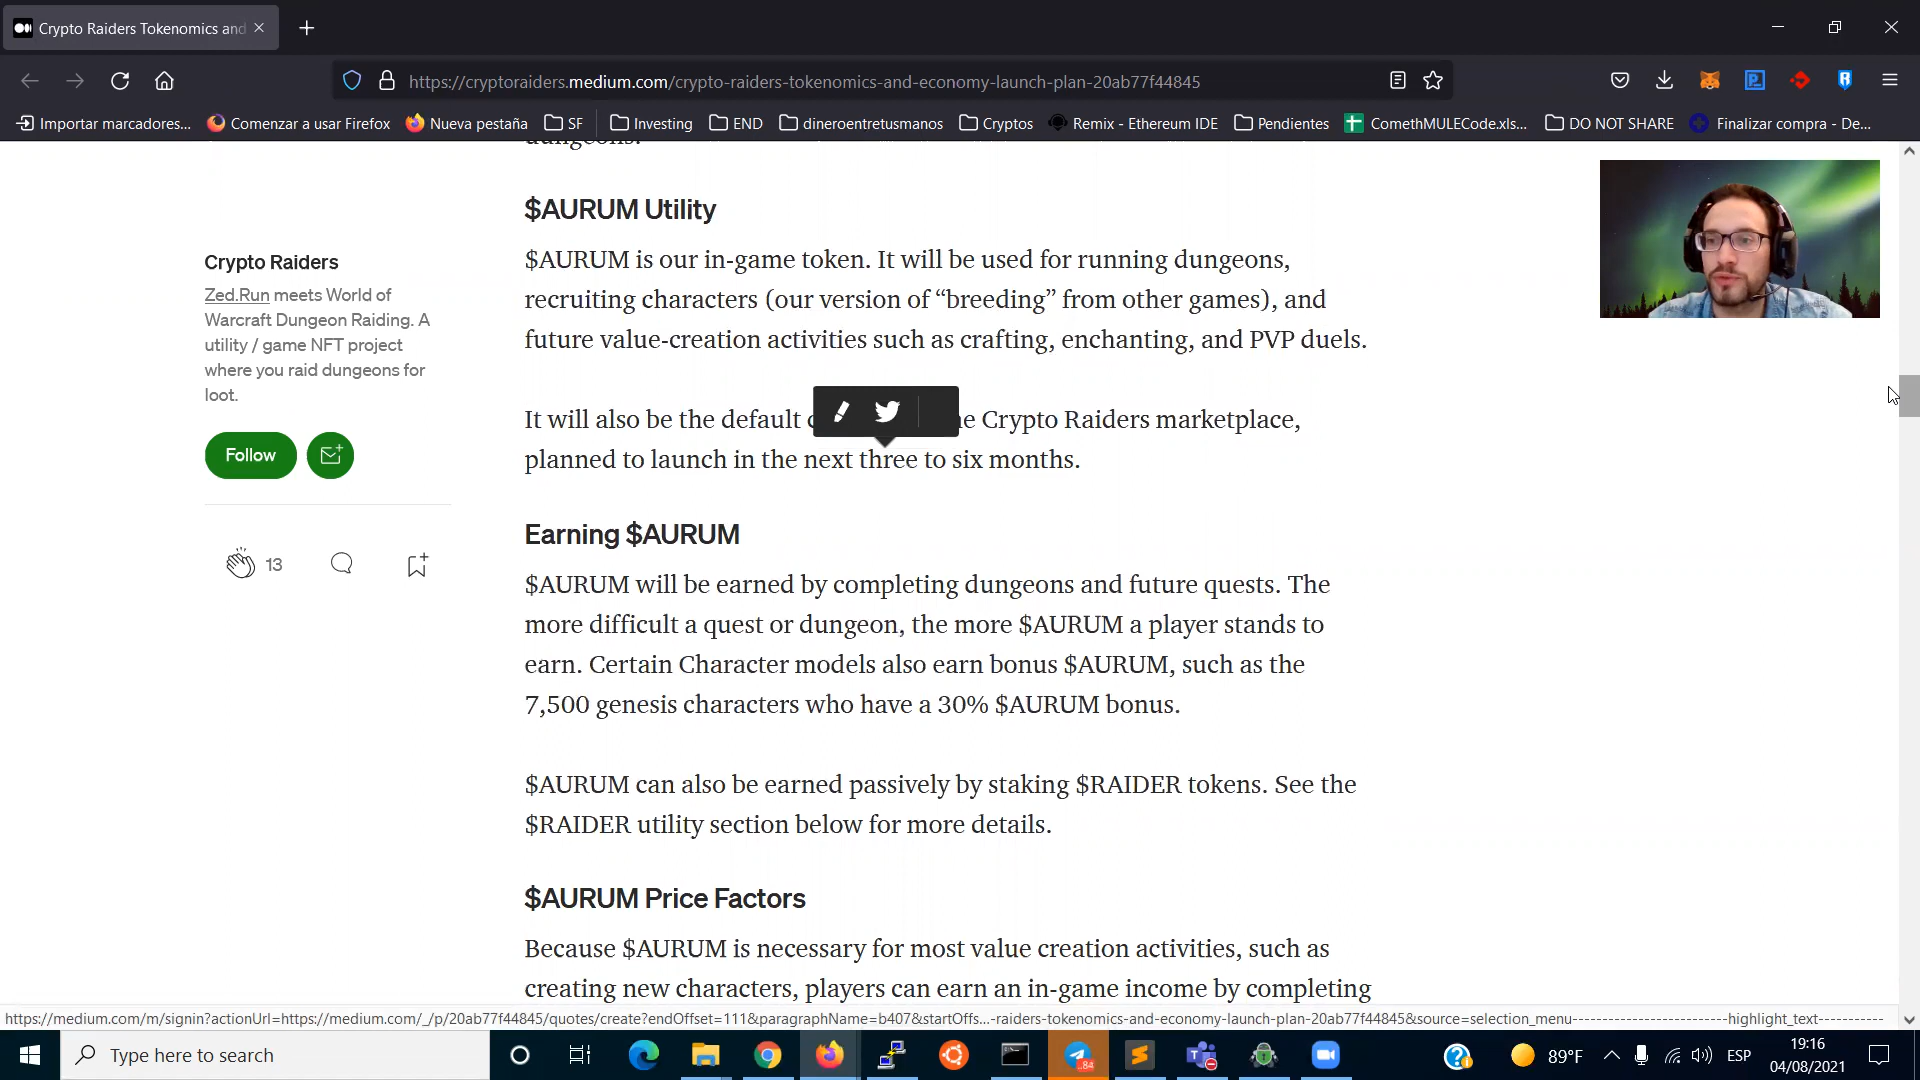 Crypto Raiders Tokenomics and
https://cryptoraiders.medium.com/crypto-raiders-tokenomics-and-economy-launch-plan-20ab77f44845
Importar marcadores... Comenzar a usar Firefox Nueva pestaña SF Investing END dineroentretusmanos Cryptos Remix - Ethereum IDE Pendientes ComethMULECode.xls... DO NOT SHARE Finalizar compra - De...
dungeons.
$AURUM Utility
$AURUM is our in-game token. It will be used for running dungeons,
recruiting characters (our version of “breeding” from other games), and
future value-creation activities such as crafting, enchanting, and PVP duels.
It will also be the default Crypto Raiders marketplace,
planned to launch in the next three to six months.
Earning $AURUM
$AURUM will be earned by completing dungeons and future quests. The
more difficult a quest or dungeon, the more $AURUM a player stands to
earn. Certain Character models also earn bonus $AURUM, such as the
7,500 genesis characters who have a 30% $AURUM bonus.
$AURUM can also be earned passively by staking $RAIDER tokens. See the
$RAIDER utility section below for more details.
$AURUM Price Factors
Because $AURUM is necessary for most value creation activities, such as
creating new characters, players can earn an in-game income by completing
Crypto Raiders
Zed.Run meets World of
Warcraft Dungeon Raiding. A
utility / game NFT project
where you raid dungeons for
loot.
Follow
13
https://medium.com/m/signin?actionUrl=https://medium.com/_/p/20ab77f44845/quotes/create?endOffset=111&paragraphName=b407&startOffs...-raiders-tokenomics-and-economy-launch-plan-20ab77f44845&source=selection_menu--------------------------highlight_text-----------
Type here to search
84
89°F
ESP
19:16
04/08/2021